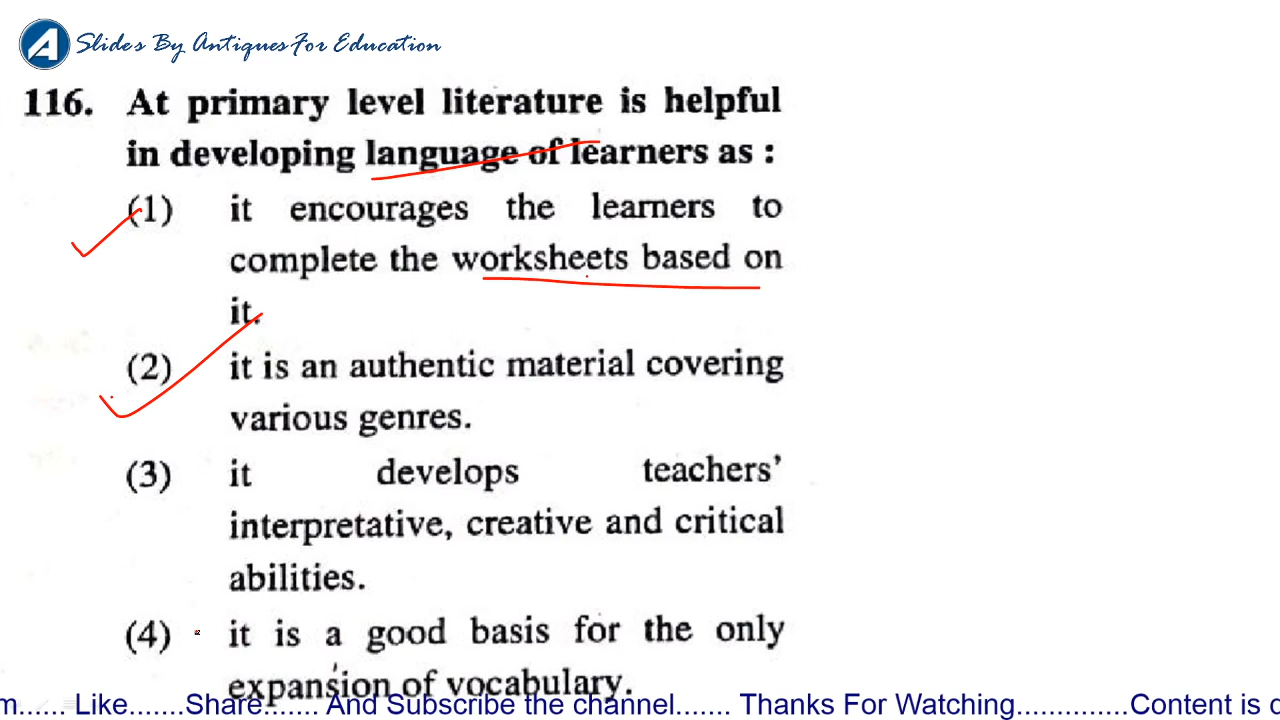 Slides By AntiquesFor Education
116. At primary level literature is helpful
in developing language of learners as :
(1) it encourages the learners to
complete the worksheets based on
it.
(2) it is an authentic material covering
various genres.
(3) it develops teachers'
interpretative, creative and critical
abilities.
(4) it is a good basis for the only
expansion of vocabulary.
m...... Like.......Share....... And Subscribe the channel....... Thanks For Watching..............Content is